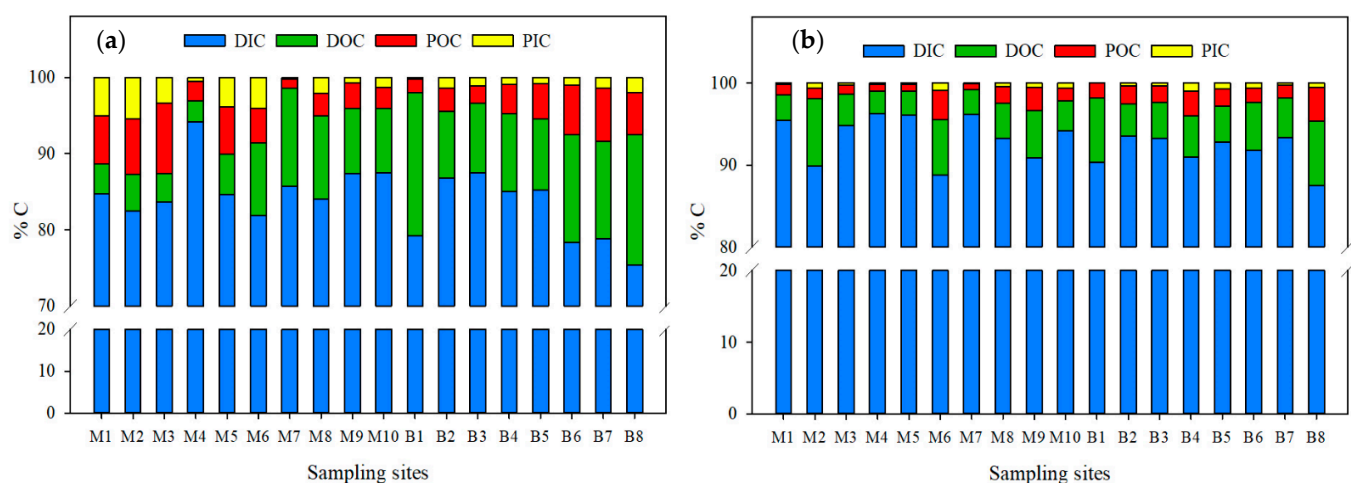 (a)
DIC DOC POC PIC
100
90
80
70
20
10
0
% C
M1 M2 M3 M4 M5 M6 M7 M8 M9 M10 B1 B2 B3 B4 B5 B6 B7 B8
Sampling sites
(b)
DIC DOC POC PIC
100
90
80
20
10
0
% C
M1 M2 M3 M4 M5 M6 M7 M8 M9 M10 B1 B2 B3 B4 B5 B6 B7 B8
Sampling sites